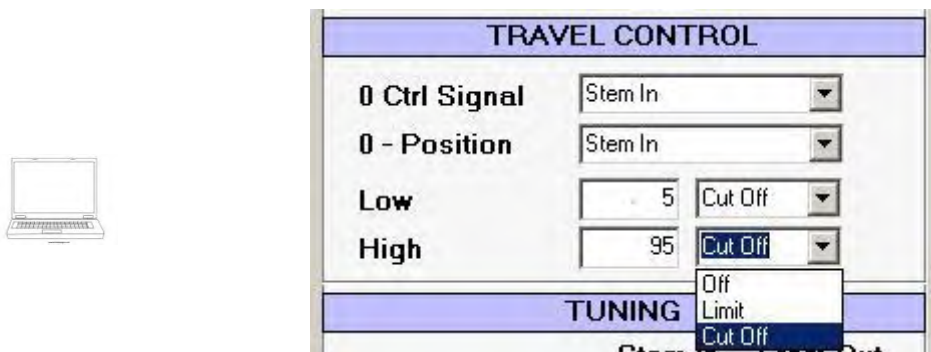 TRAVEL CONTROL
0 Ctrl Signal Stem In
0 - Position Stem In
Low 5 Cut Off
High 95 Cut Off
Off
Limit
Cut Off
TUNING